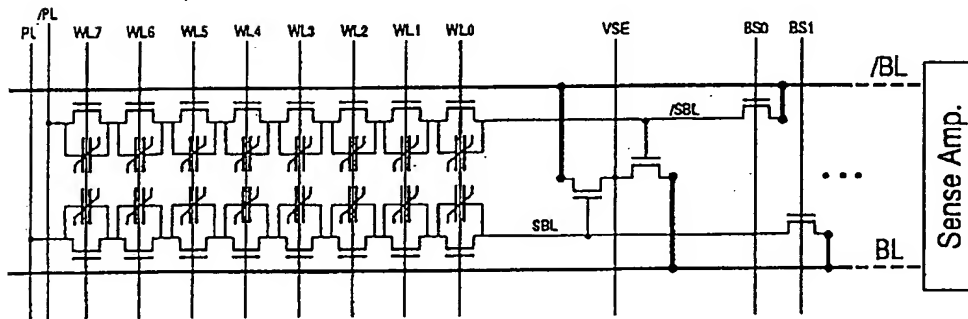 /PL
PL WL7 WL6 WL5 WL4 WL3 WL2 WL1 WL0 VSE BS0 BS1
/BL
/SBL
SBL
BL
Sense Amp.